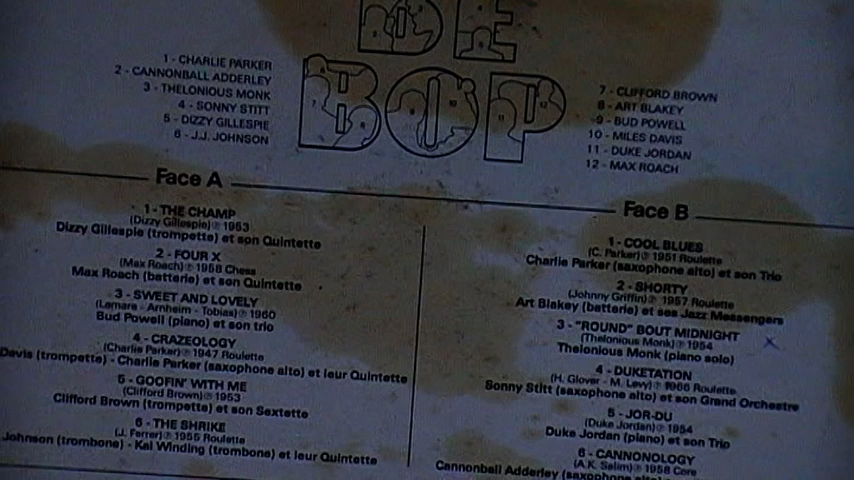 BE
BOP
1 - CHARLIE PARKER
2 - CANNONBALL ADDERLEY
3 - THELONIOUS MONK
4 - SONNY STITT
5 - DIZZY GILLESPIE
6 - J.J. JOHNSON
7 - CLIFFORD BROWN
8 - ART BLAKEY
9 - BUD POWELL
10 - MILES DAVIS
11 - DUKE JORDAN
12 - MAX ROACH
Face A
1 - THE CHAMP
(Dizzy Gillespie) ℗ 1953
Dizzy Gillespie (trompette) et son Quintette
2 - FOUR X
(Max Roach) ℗ 1958 Chess
Max Roach (batterie) et son Quintette
3 - SWEET AND LOVELY
(Lemare - Arnheim - Tobias) ℗ 1960
Bud Powell (piano) et son trio
4 - CRAZEOLOGY
(Charlie Parker) ℗ 1947 Roulette
Davis (trompette) - Charlie Parker (saxophone alto) et leur Quintette
5 - GOOFIN' WITH ME
(Clifford Brown) ℗ 1953
Clifford Brown (trompette) et son Sextette
6 - THE SHRIKE
(J. Ferrer) ℗ 1955 Roulette
Johnson (trombone) - Kai Winding (trombone) et leur Quintette
Face B
1 - COOL BLUES
(C. Parker) ℗ 1951 Roulette
Charlie Parker (saxophone alto) et son Trio
2 - SHORTY
(Johnny Griffin) ℗ 1957 Roulette
Art Blakey (batterie) et ses Jazz Messengers
3 - "ROUND" BOUT MIDNIGHT
(Thelonious Monk) ℗ 1954
Thelonious Monk (piano solo)
4 - DUKETATION
(H. Glover - M. Levy) ℗ 1966 Roulette
Sonny Stitt (saxophone alto) et son Grand Orchestre
5 - JOR-DU
(Duke Jordan) ℗ 1954
Duke Jordan (piano) et son Trio
6 - CANNONOLOGY
(A.K. Salim) ℗ 1958 Core
Cannonball Adderley (saxophone alto)